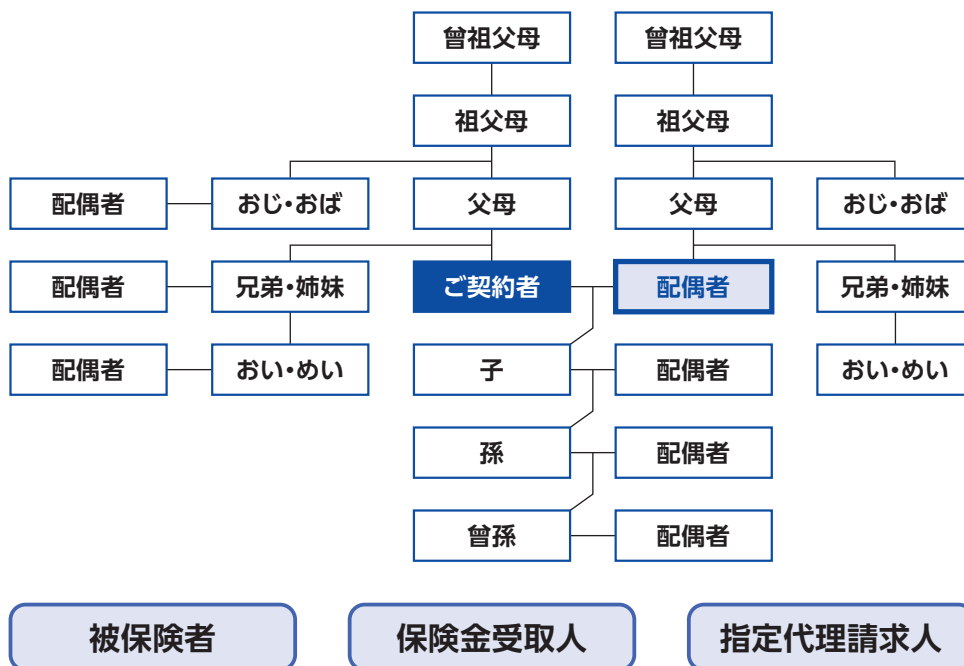 曾祖父母
曾祖父母
祖父母
祖父母
配偶者
おじ・おば
父母
父母
おじ・おば
配偶者
兄弟・姉妹
ご契約者
配偶者
兄弟・姉妹
配偶者
おい・めい
子
配偶者
おい・めい
孫
配偶者
曾孫
配偶者
被保険者
保険金受取人
指定代理請求人